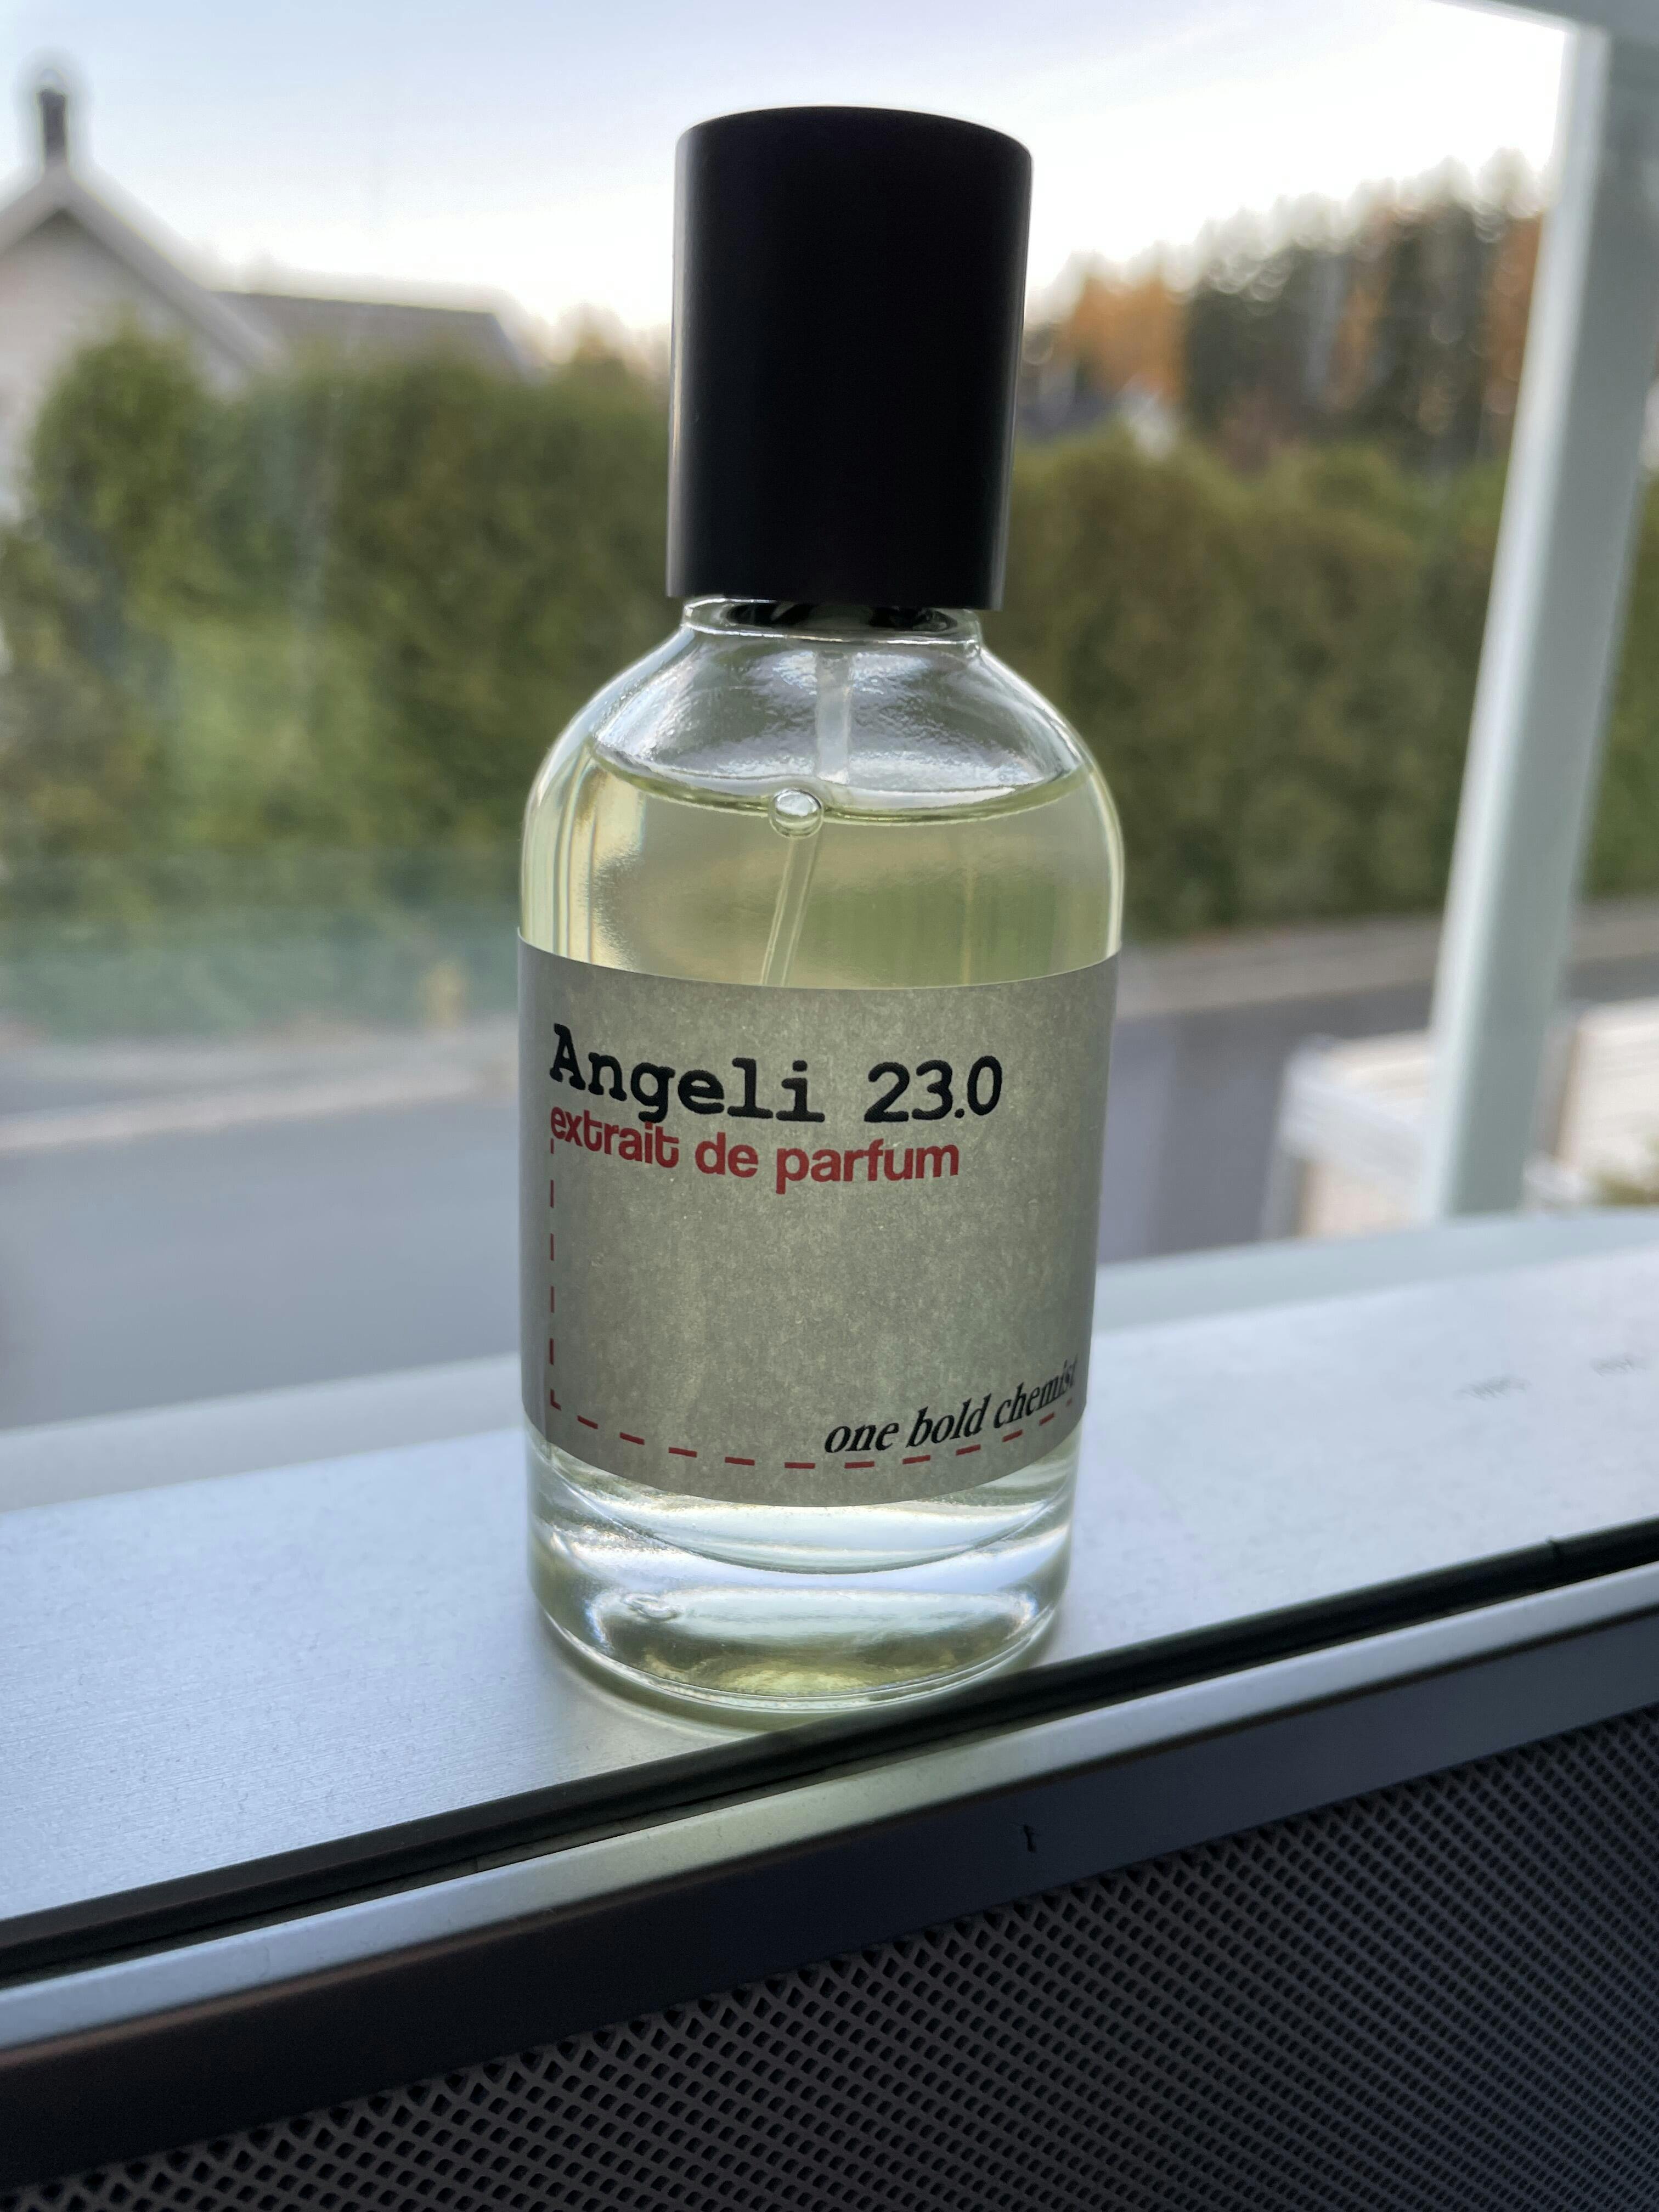 Angeli 23.0
extrait de parfum
one bold chemist